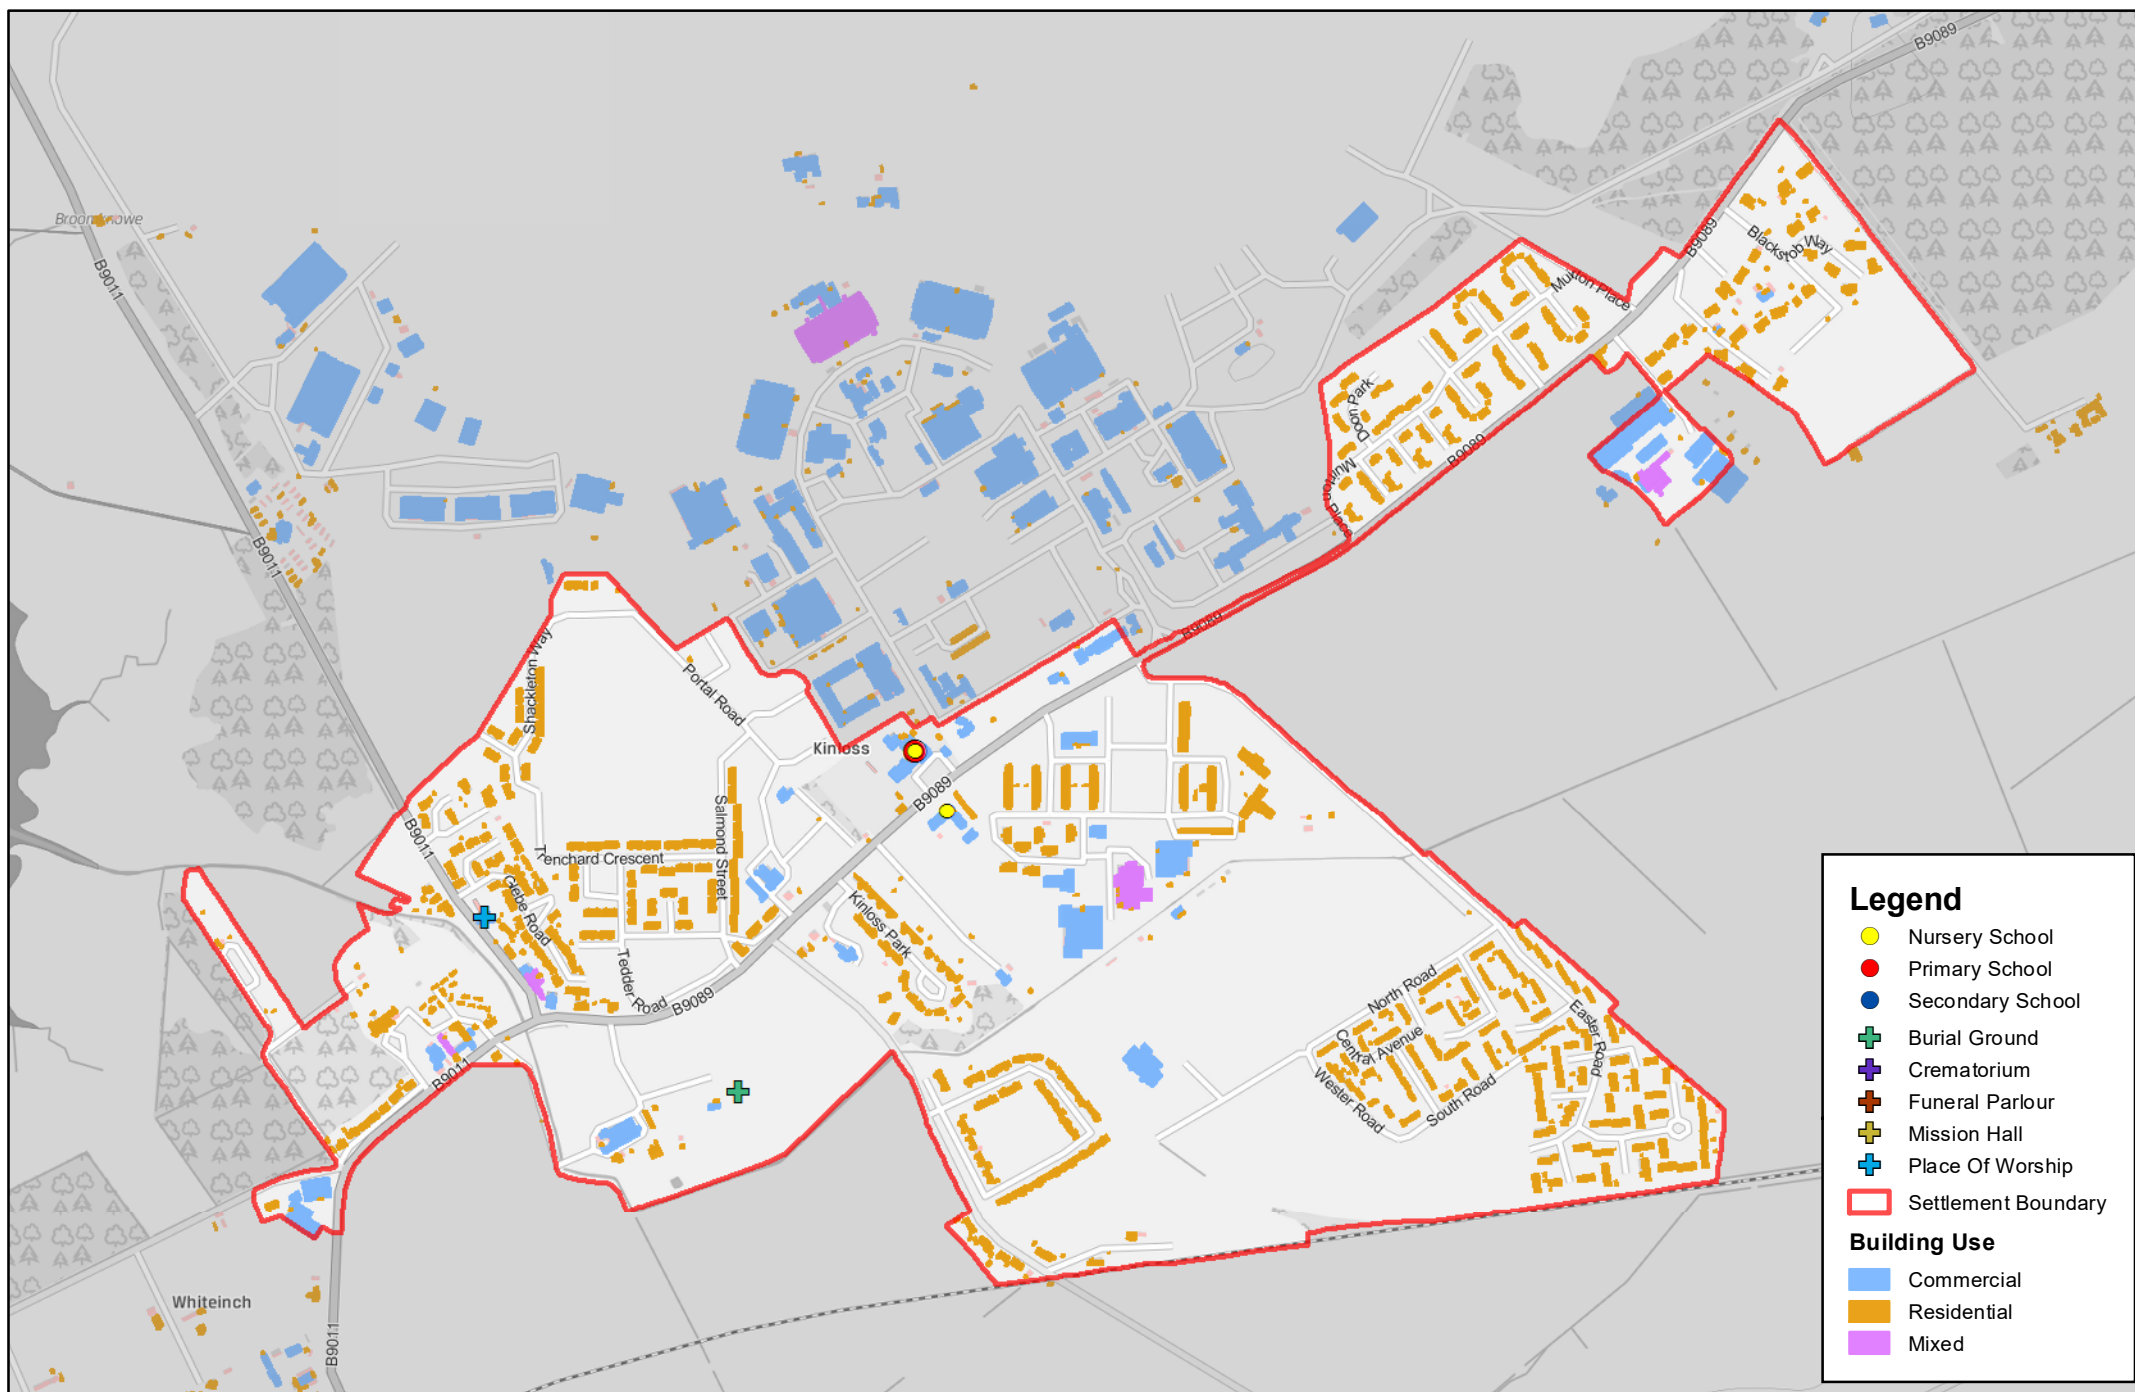 B9089
Broomknowe
B9011
B9089
Blackstob Way
Muirton Place
Doon Park
B9089
Muirton Place
B9011
B9089
Shackleton Way
Portal Road
Kinloss
B9089
Salmond Street
B9011
Trenchard Crescent
Glebe Road
Kinloss Park
Tedder Road
B9089
North Road
Central Avenue
Easter Road
B9011
Wester Road
South Road
Whiteinch
B9011
Legend
Nursery School
Primary School
Secondary School
Burial Ground
Crematorium
Funeral Parlour
Mission Hall
Place Of Worship
Settlement Boundary
Building Use
Commercial
Residential
Mixed